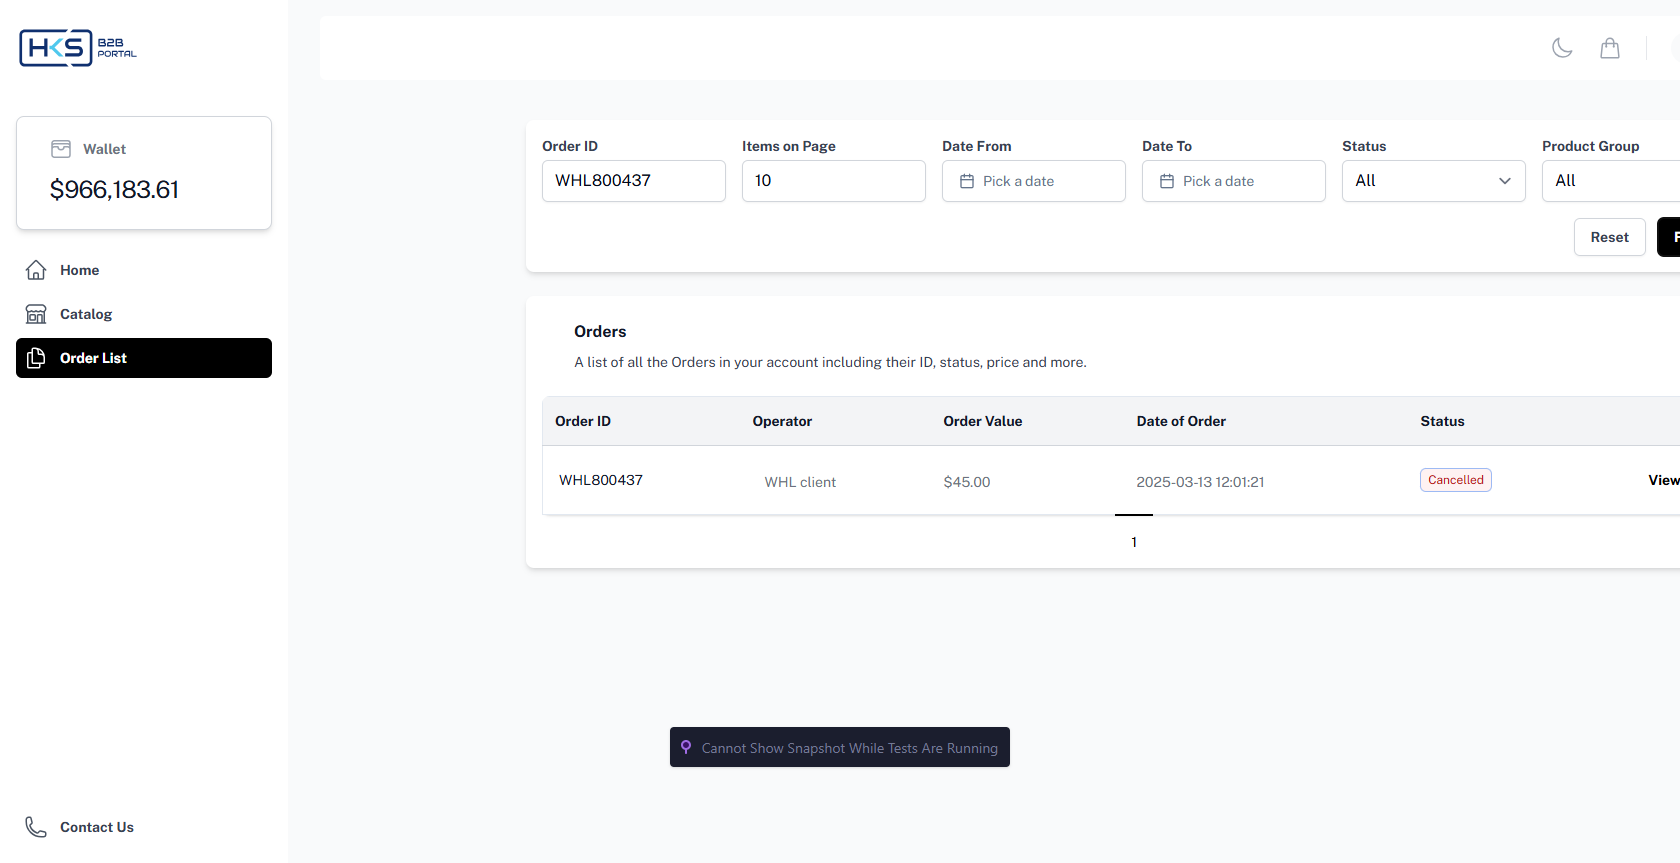 HKS B2B
PORTAL
Wallet
$966,183.61
Home
Catalog
Order List
Contact Us
Order ID Items on Page Date From Date To Status Product Group
WHL800437 10 Pick a date Pick a date All All
Reset
Orders
A list of all the Orders in your account including their ID, status, price and more.
Order ID Operator Order Value Date of Order Status
WHL800437 WHL client $45.00 2025-03-13 12:01:21 Cancelled View
1
Cannot Show Snapshot While Tests Are Running